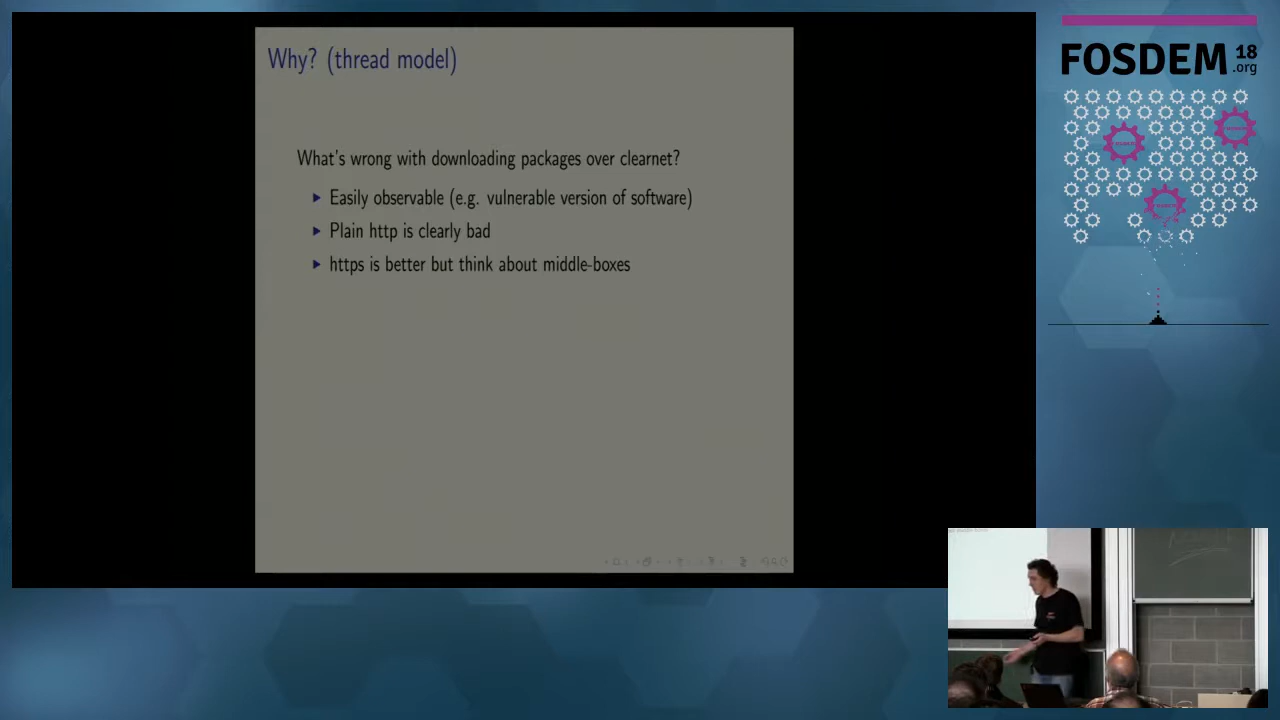 Why? (thread model)
What's wrong with downloading packages over clearnet?
Easily observable (e.g. vulnerable version of software)
Plain http is clearly bad
https is better but think about middle-boxes
FOSDEM 18
.org